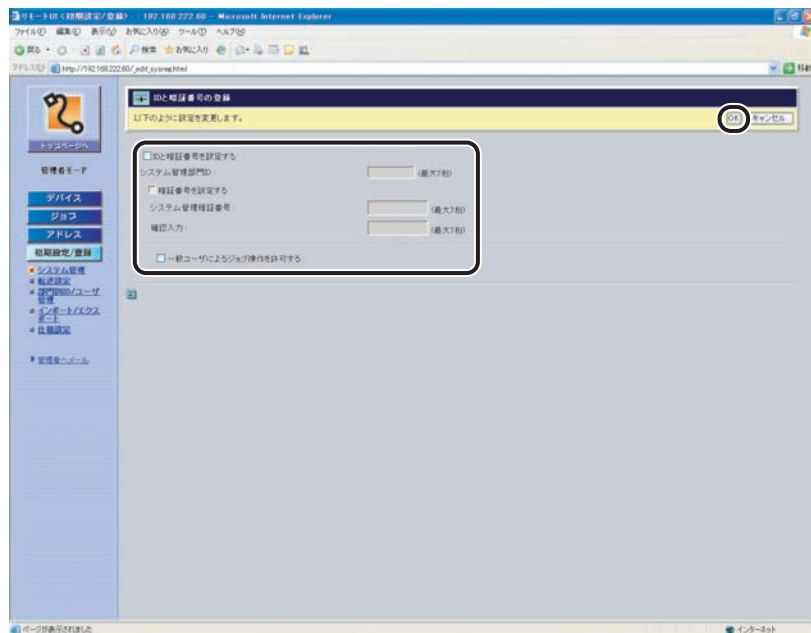 リモートUI <初期設定/登録> : 192.168.222.60 - Microsoft Internet Explorer
ファイル(F) 編集(E) 表示(V) お気に入り(A) ツール(T) ヘルプ(H)
戻る 検索 お気に入り
アドレス(D) http://192.168.222.60/_edit_sysreg.html 移動
IDと暗証番号の登録
以下のように設定を変更します。 OK キャンセル
トップページへ
管理者モード
デバイス
ジョブ
アドレス
初期設定/登録
システム管理
転送設定
部門別ID/ユーザ
管理
インポート/エクス
ポート
仕様設定
管理者へメール
IDと暗証番号を設定する
システム管理部門ID: (最大7桁)
暗証番号を設定する
システム管理暗証番号: (最大7桁)
確認入力: (最大7桁)
一般ユーザによるジョブ操作を許可する
ページが表示されました インターネット